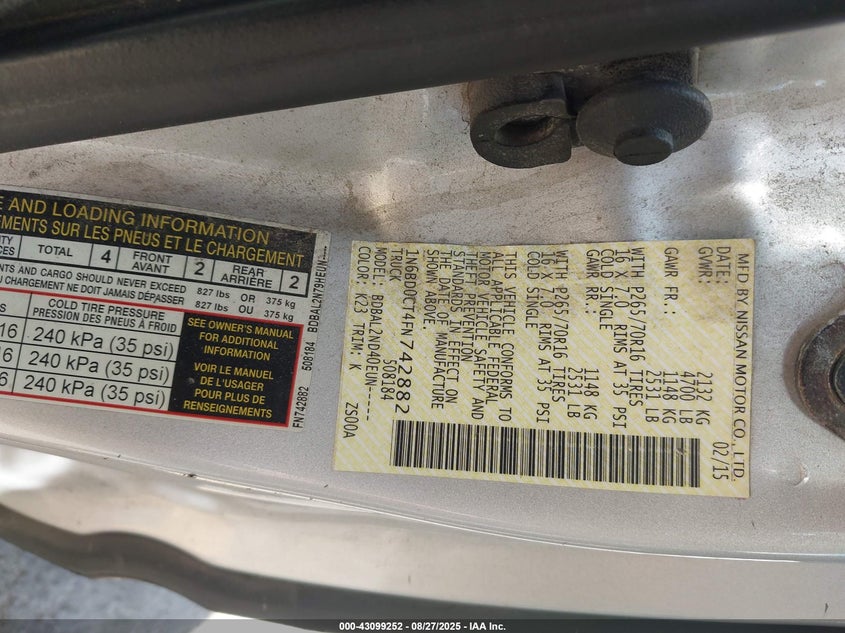 E AND LOADING INFORMATION
EMENTS SUR LES PNEUS ET LE CHARGEMENT
TOTAL 4 FRONT AVANT 2 REAR ARRIÈRE 2
ANTS AND CARGO SHOULD NEVER EXCEED 827 lbs OR 375 kg
U CHARGEMENT NE DOIT JAMAIS DÉPASSER 827 lbs OU 375 kg
COLD TIRE PRESSURE
PRESSION DES PNEUS À FROID
16 240 kPa (35 psi)
16 240 kPa (35 psi)
6 240 kPa (35 psi)
SEE OWNER'S MANUAL
FOR ADDITIONAL
INFORMATION
VOIR LE MANUEL
DE L'USAGER
POUR PLUS DE
RENSEIGNEMENTS
FN742882 508184
MFD BY NISSAN MOTOR CO., LTD.
DATE: 02/15
GVWR: 2132 KG
4700 LB
GAWR FR: 1148 KG
2531 LB
WITH P265/70R16 TIRES
16 X 7.0 RIMS AT 35 PSI
COLD SINGLE
GAWR RR: 1148 KG
2531 LB
WITH P265/70R16 TIRES
16 X 7.0 RIMS AT 35 PSI
COLD SINGLE
THIS VEHICLE CONFORMS TO
ALL APPLICABLE FEDERAL
MOTOR VEHICLE SAFETY AND
THEFT PREVENTION
STANDARDS IN EFFECT ON
THE DATE OF MANUFACTURE
SHOWN ABOVE.
1N6BD0CT4FN742882
TRUCK 508184
MODEL: BDBALZND40EUN-----
COLOR: K23 TRIM: K ZS00A
000-43099252 | 08/27/2025 | IAA Inc.